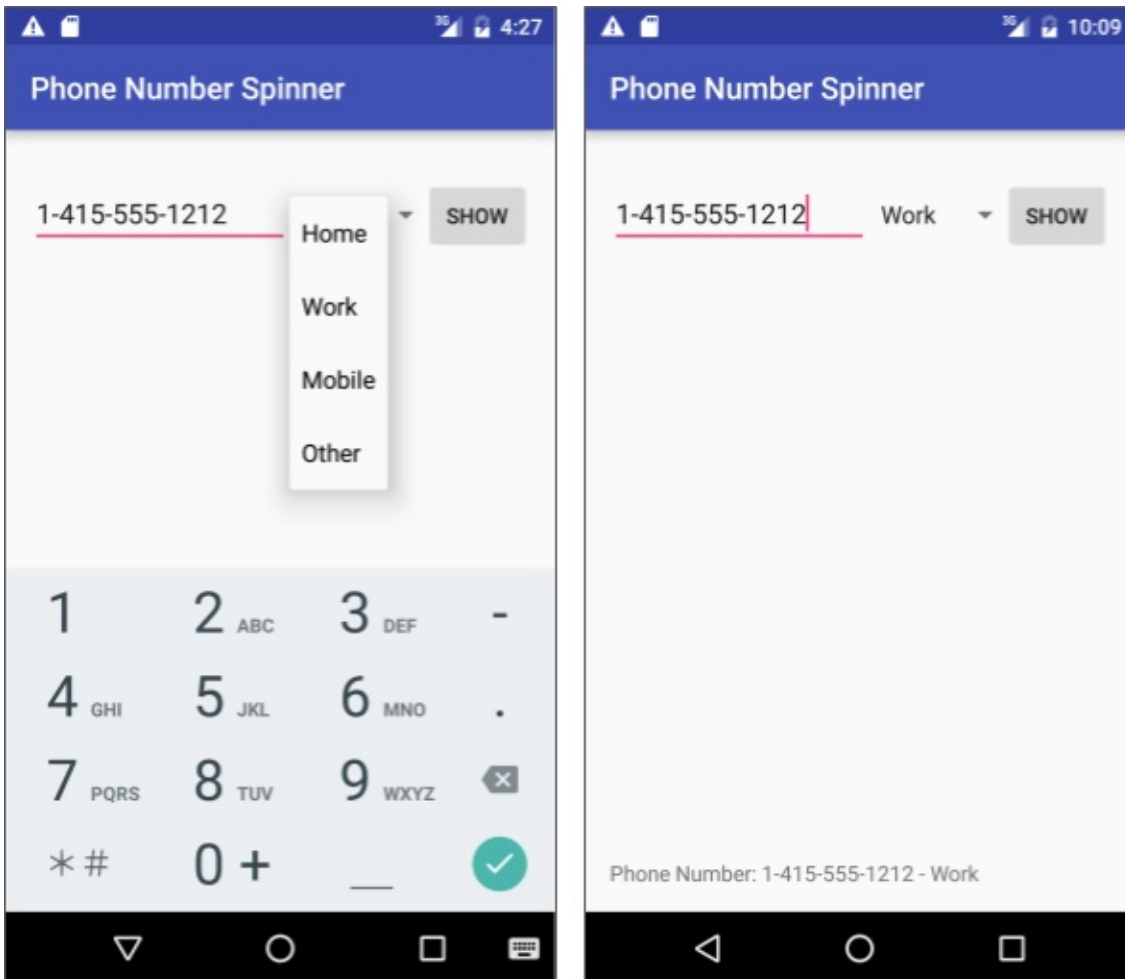 3G 4:27
Phone Number Spinner
1-415-555-1212 SHOW
Home
Work
Mobile
Other
1 2 ABC 3 DEF -
4 GHI 5 JKL 6 MNO .
7 PQRS 8 TUV 9 WXYZ
*# 0 + _
3G 10:09
Phone Number Spinner
1-415-555-1212 Work SHOW
Phone Number: 1-415-555-1212 - Work